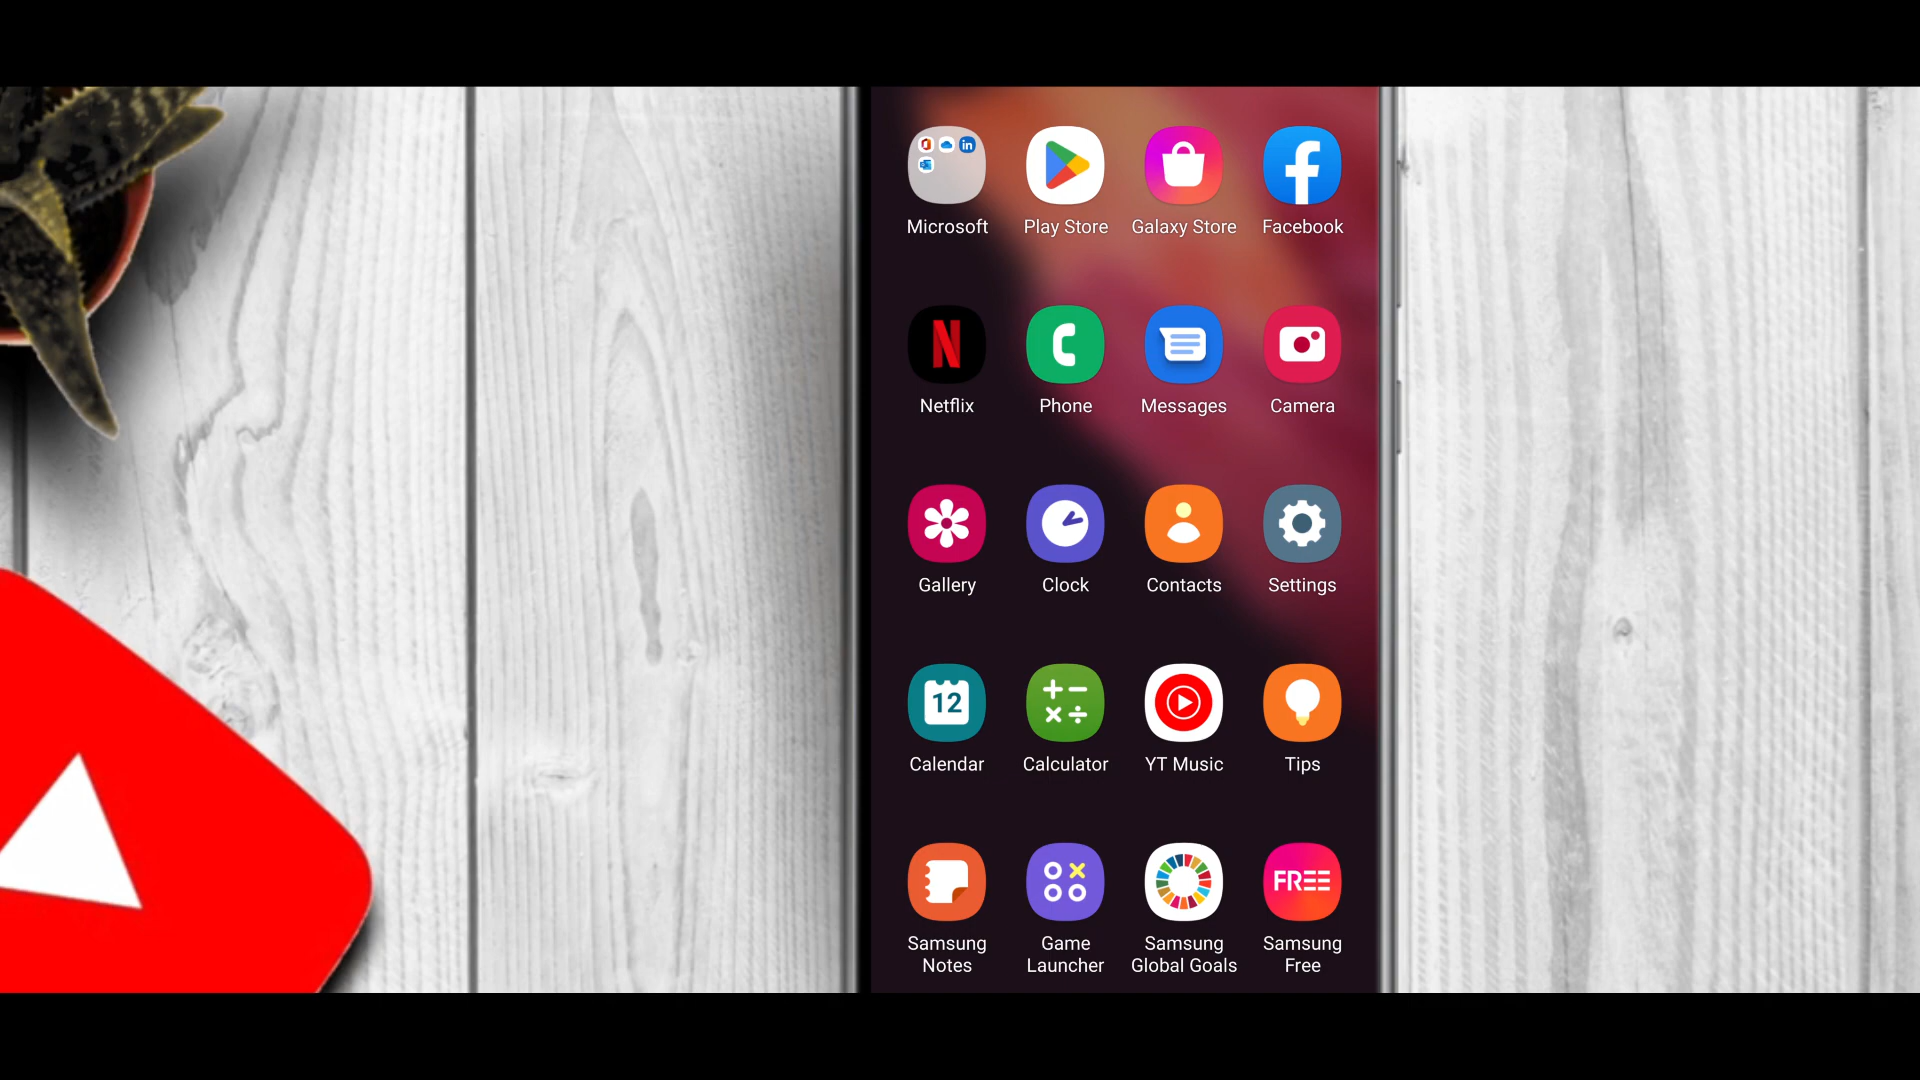 in
Microsoft
Play Store
Galaxy Store
Facebook
N
Netflix
Phone
Messages
Camera
Gallery
Clock
Contacts
Settings
12
Calendar
Calculator
YT Music
Tips
FREE
Samsung
Notes
Game
Launcher
Samsung
Global Goals
Samsung
Free